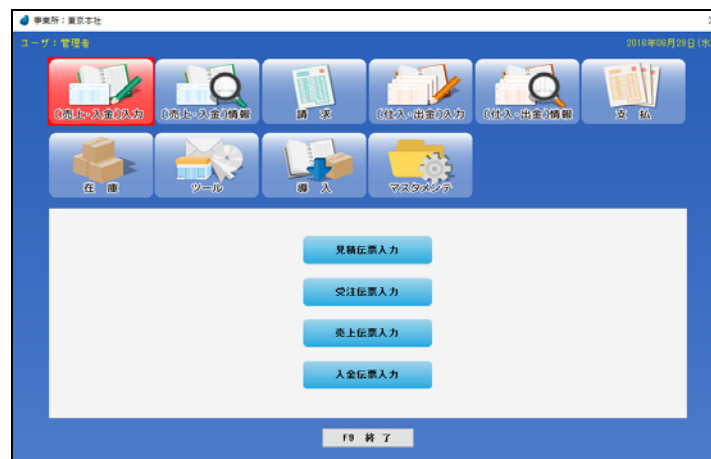 事業所：東京本社
ユーザ：管理者
2016年06月29日(水
(売上・入金)入力
(売上・入金)情報
請 求
(仕入・出金)入力
(仕入・出金)情報
支 払
在 庫
ツール
導 入
マスタメンテ
見積伝票入力
受注伝票入力
売上伝票入力
入金伝票入力
F9 終 了